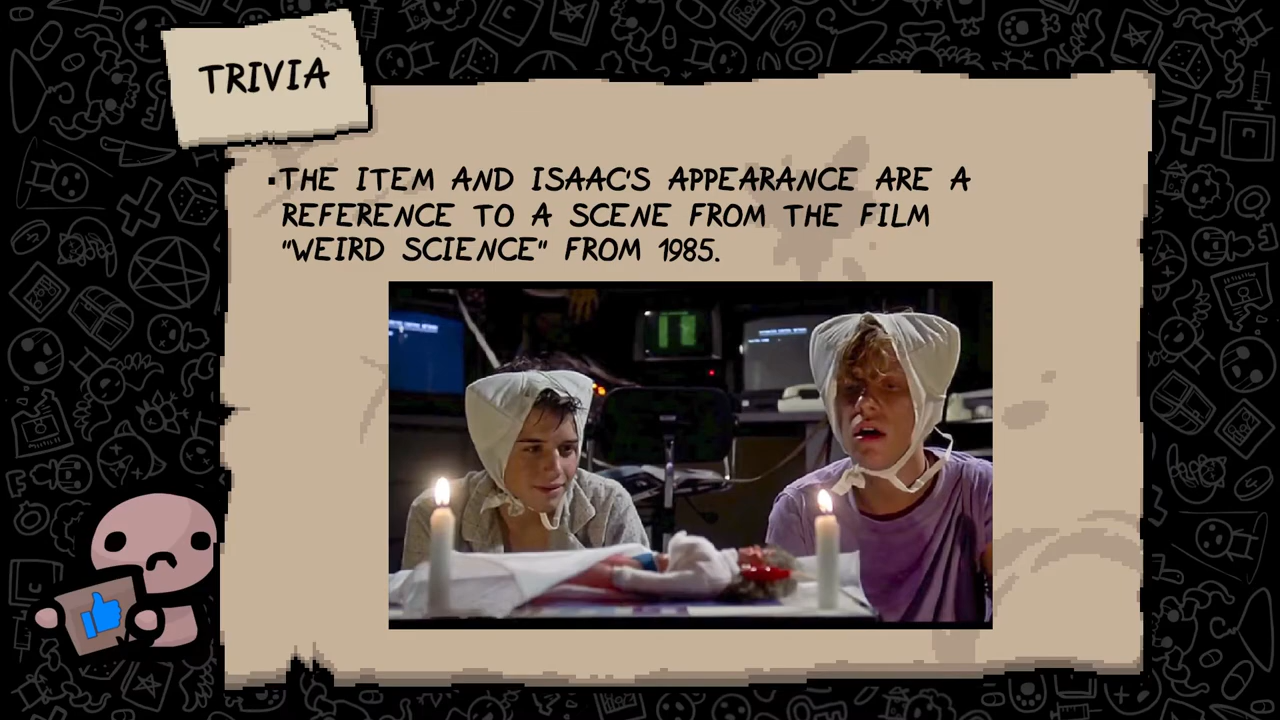 TRIVIA
▪THE ITEM AND ISAAC'S APPEARANCE ARE A
REFERENCE TO A SCENE FROM THE FILM
"WEIRD SCIENCE" FROM 1985.